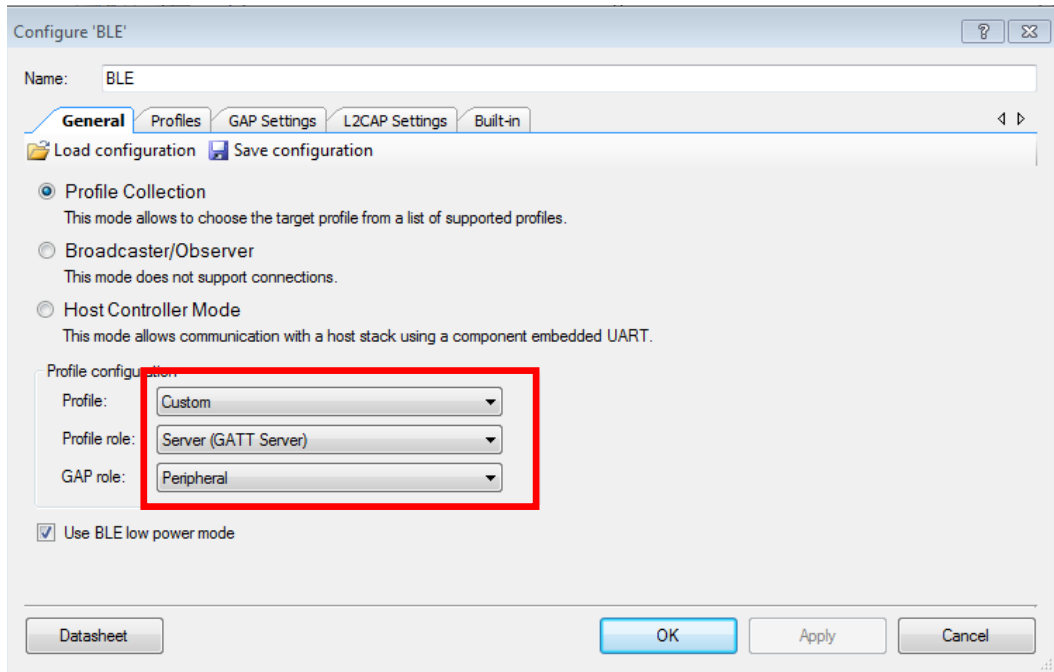 Configure 'BLE'
Name: BLE
General Profiles GAP Settings L2CAP Settings Built-in
Load configuration Save configuration
Profile Collection
This mode allows to choose the target profile from a list of supported profiles.
Broadcaster/Observer
This mode does not support connections.
Host Controller Mode
This mode allows communication with a host stack using a component embedded UART.
Profile configuration
Profile: Custom
Profile role: Server (GATT Server)
GAP role: Peripheral
Use BLE low power mode
Datasheet OK Apply Cancel